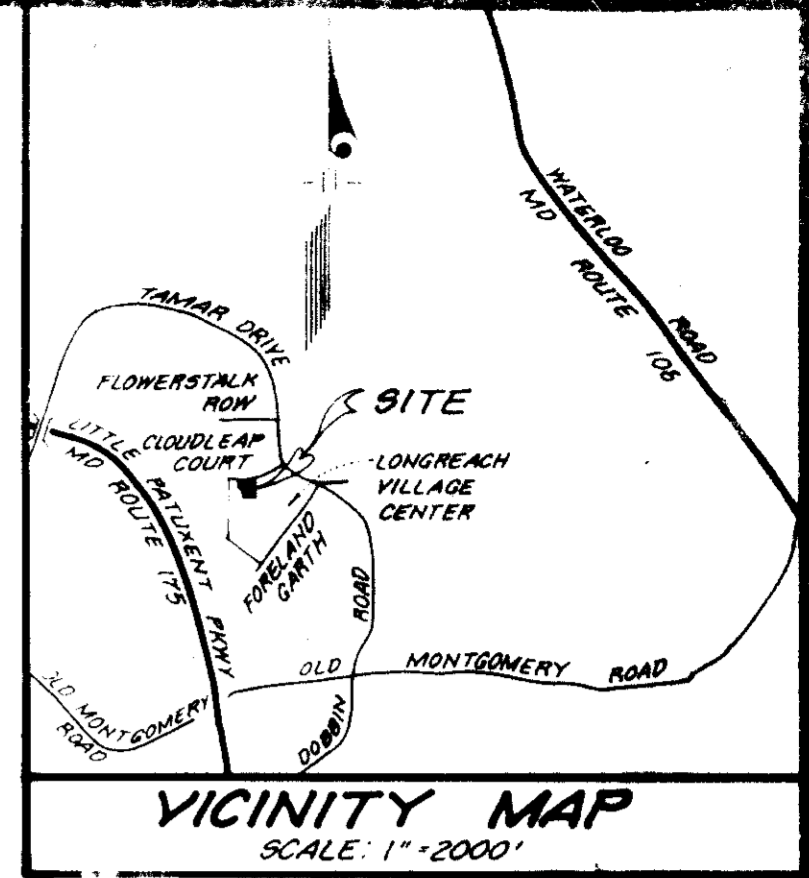 WATERLOO ROAD
MD ROUTE 106
TAMAR DRIVE
FLOWERSTALK
ROW
SITE
CLOUDLEAP
COURT
LITTLE PATUXENT PKWY
MD ROUTE 175
LONGREACH
VILLAGE
CENTER
FORELAND
GARTH
ROAD
DOBBIN
OLD MONTGOMERY ROAD
OLD MONTGOMERY
ROAD
VICINITY MAP
SCALE: 1"=2000'